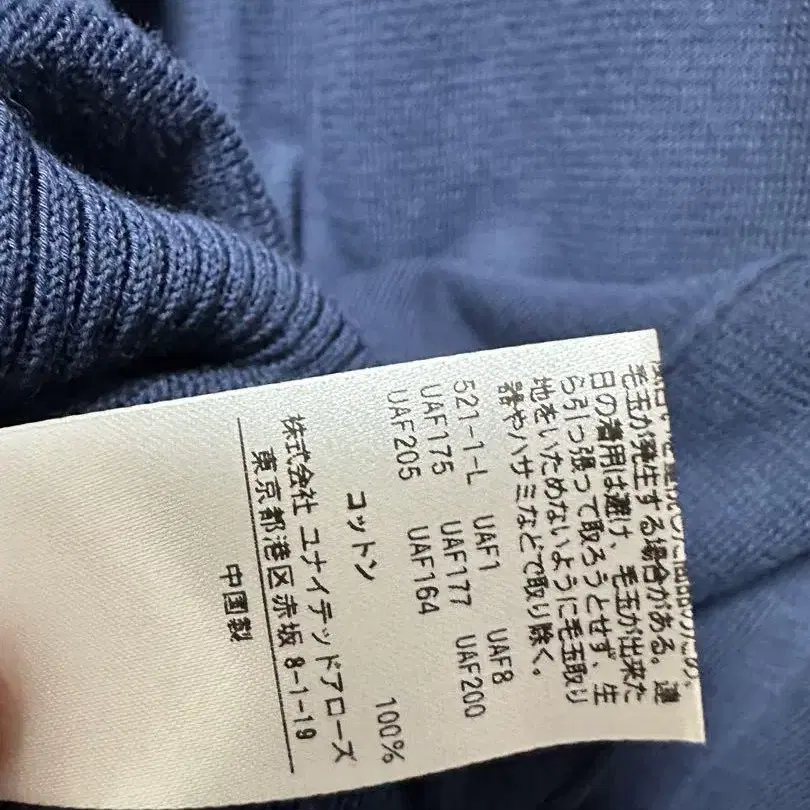 毛玉が発生する場合がある。連
日の着用は避け、毛玉が出来た
ら引っ張って取ろうとせず、生
地をいためないように毛玉取り
器やハサミなどで取り除く。
521-1-L UAF1 UAF8
UAF175 UAF177 UAF200
UAF205 UAF164
コットン 100%
株式会社 ユナイテッドアローズ
東京都港区赤坂 8-1-19
中国製